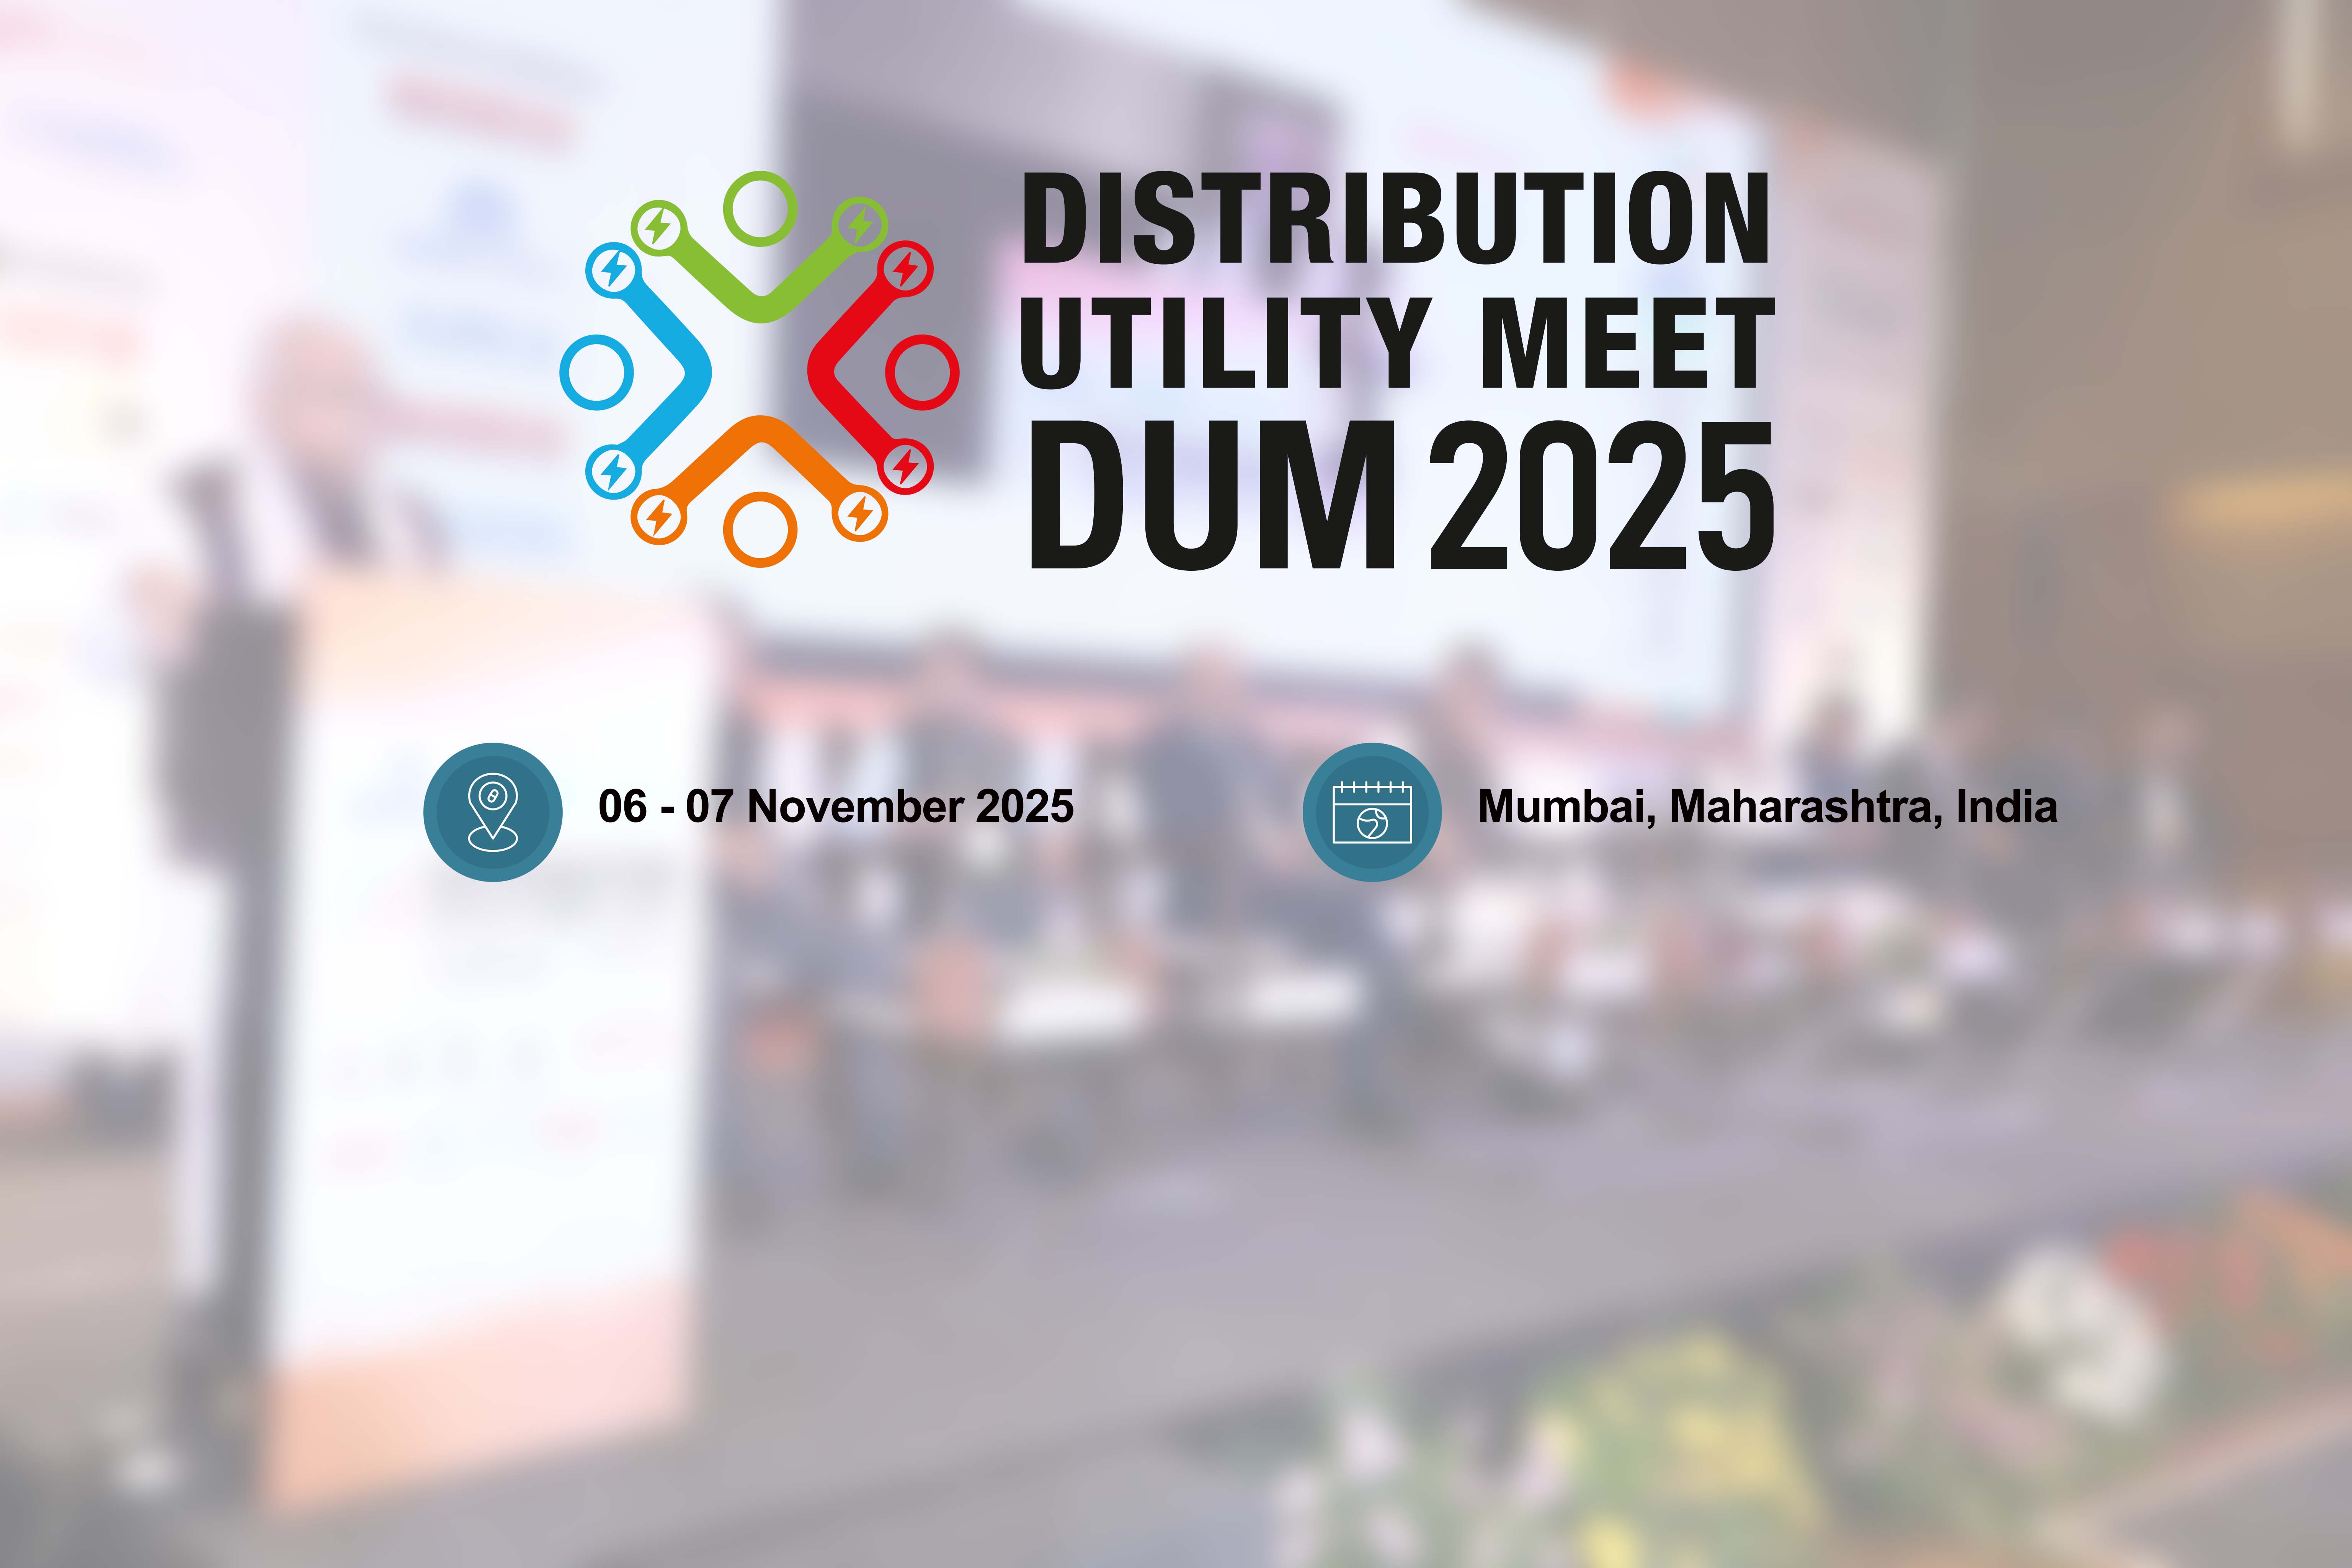 DISTRIBUTION
UTILITY MEET
DUM 2025
06 - 07 November 2025
Mumbai, Maharashtra, India